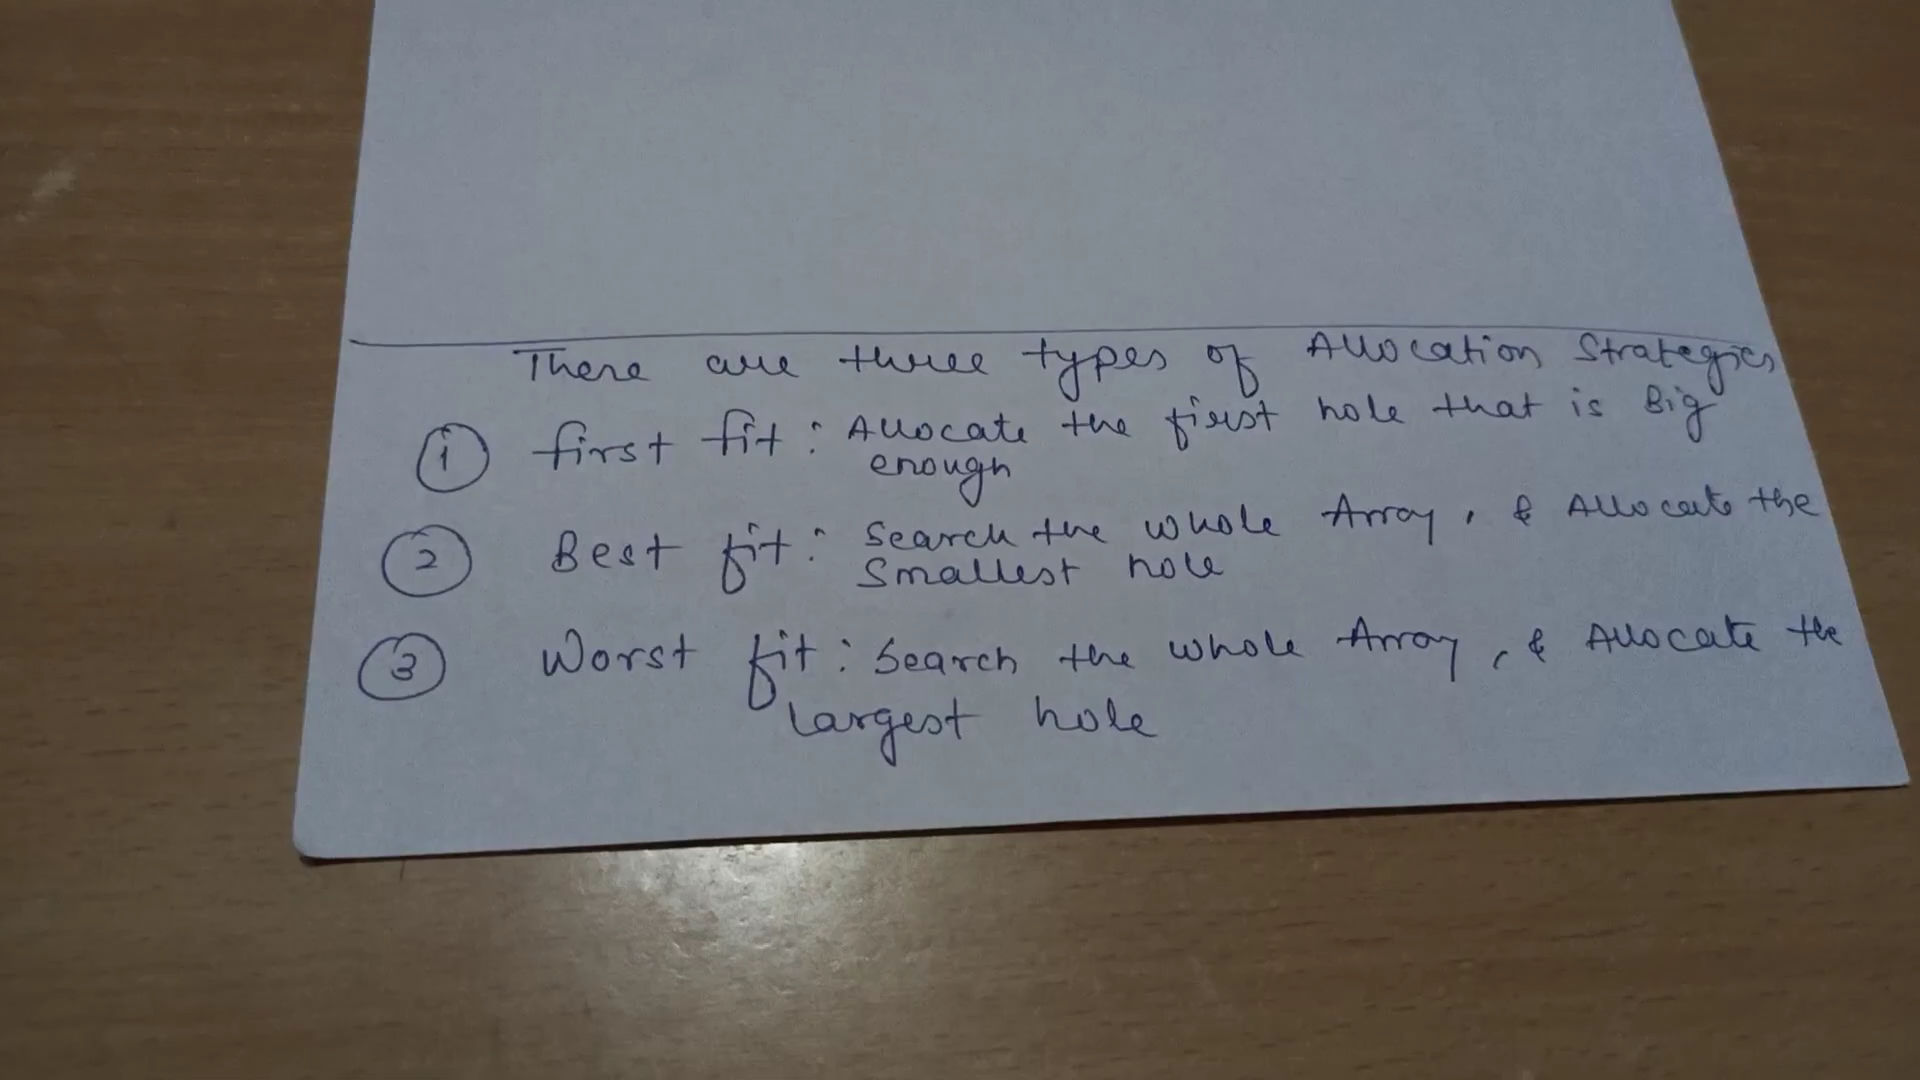 There are three types of Allocation Strategies
① first fit : Allocate the first hole that is Big
enough
② Best fit : Search the whole Array, & Allocate the
Smallest hole
③ Worst fit : Search the whole Array, & Allocate the
largest hole